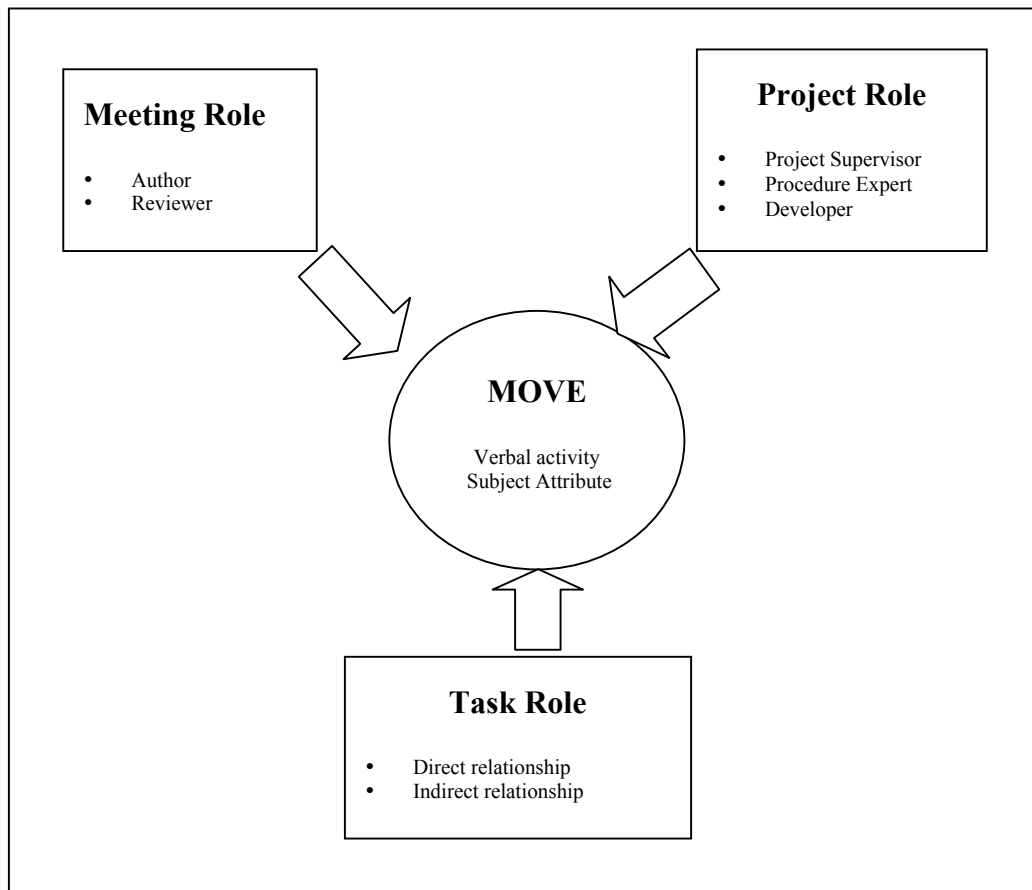 Meeting Role
• Author
• Reviewer
Project Role
• Project Supervisor
• Procedure Expert
• Developer
MOVE
Verbal activity
Subject Attribute
Task Role
• Direct relationship
• Indirect relationship